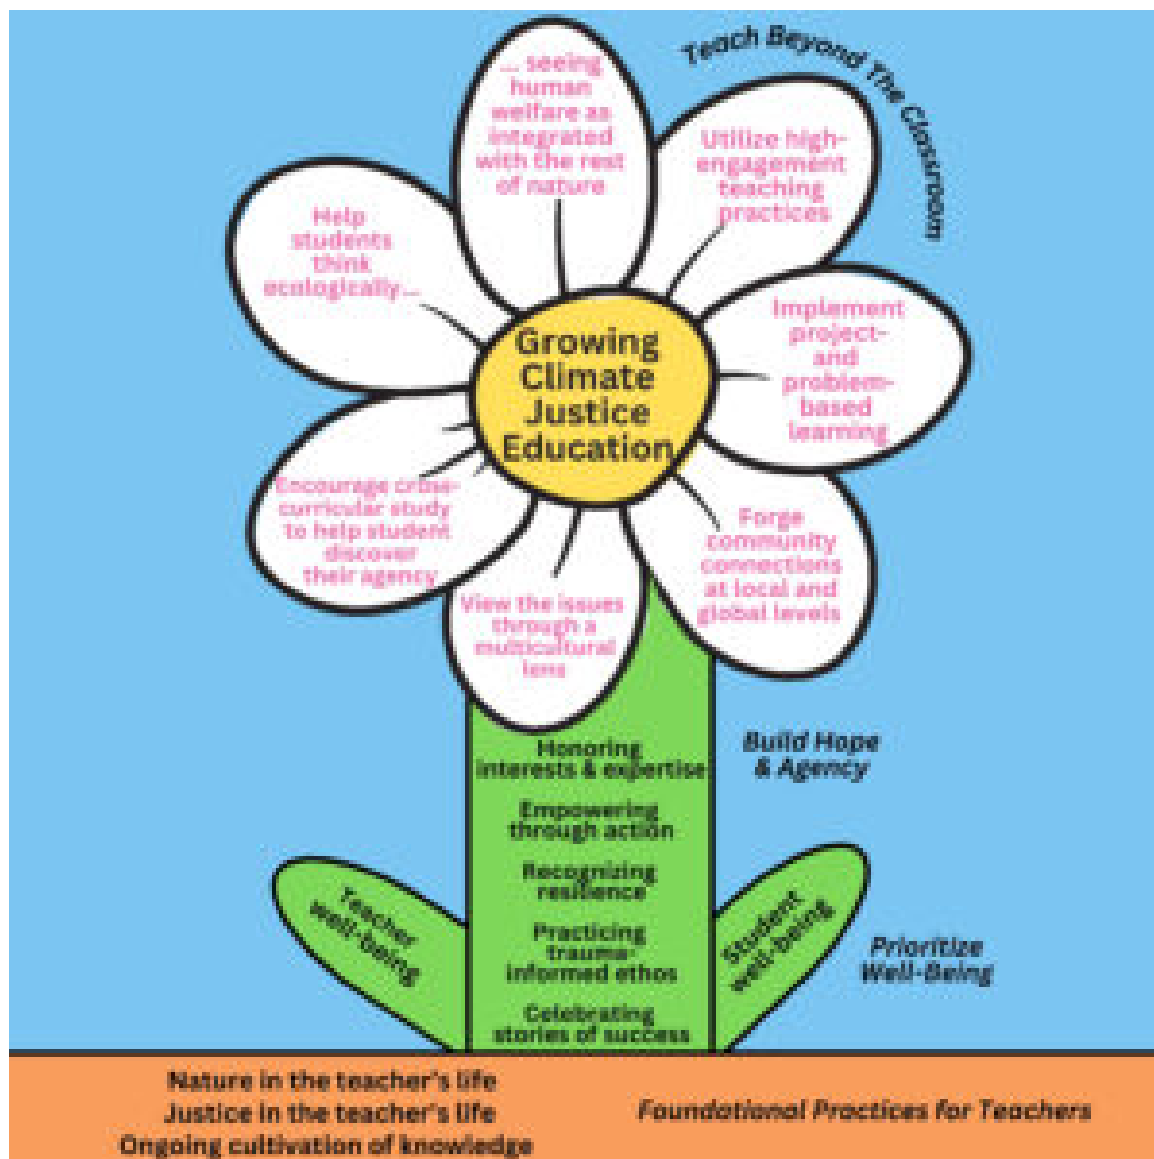 Teach Beyond The Classroom
... seeing
human
welfare as
integrated
with the rest
of nature
Utilize high-
engagement
teaching
practices
Help
students
think
ecologically...
Implement
project-
and
problem-
based
learning
Growing
Climate
Justice
Education
Encourage cross-
curricular study
to help student
discover
their agency
Forge
community
connections
at local and
global levels
View the issues
through a
multicultural
lens
Honoring
interests & expertise
Build Hope
& Agency
Empowering
through action
Recognizing
resilience
Teacher
well-being
Practicing
trauma-
informed ethos
Student
well-being
Prioritize
Well-Being
Celebrating
stories of success
Nature in the teacher's life
Justice in the teacher's life
Ongoing cultivation of knowledge
Foundational Practices for Teachers